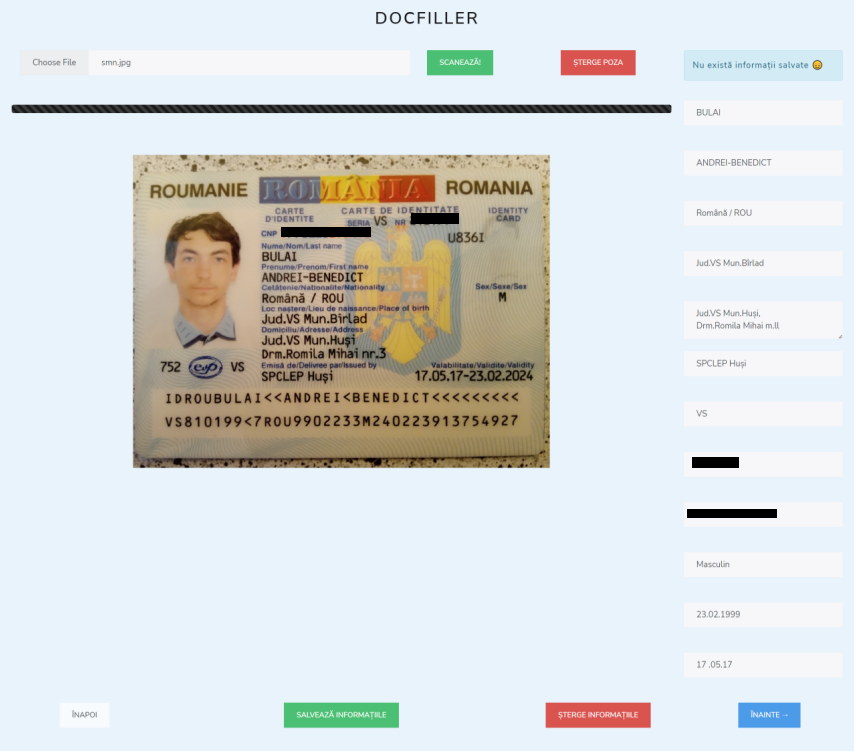 DOCFILLER
Choose File smn.jpg SCANEAZĂ! ȘTERGE POZA
Nu există informații salvate
ROUMANIE ROMÂNIA ROMANIA
CARTE D'IDENTITE CARTE DE IDENTITATE IDENTITY CARD
SERIA VS NR
CNP
U836I
Nume/Nom/Last name
BULAI
Prenume/Prenom/First name
ANDREI-BENEDICT
Cetățenie/Nationalite/Nationality Sex/Sexe/Sex
Română / ROU M
Loc naștere/Lieu de naissance/Place of birth
Jud.VS Mun.Bîrlad
Domiciliu/Adresse/Address
Jud.VS Mun.Huși
Drm.Romila Mihai nr.3
Emisă de/Delivree par/Issued by Valabilitate/Validite/Validity
752 VS SPCLEP Huși 17.05.17-23.02.2024
IDROUBULAI<<ANDREI<BENEDICT<<<<<<<<<
VS810199<7ROU9902233M240223913754927
BULAI
ANDREI-BENEDICT
Română / ROU
Jud.VS Mun.Bîrlad
Jud.VS Mun.Huși,
Drm.Romila Mihai m.ll
SPCLEP Huși
VS
Masculin
23.02.1999
17 .05.17
ÎNAPOI SALVEAZĂ INFORMAȚIILE ȘTERGE INFORMAȚIILE ÎNAINTE →